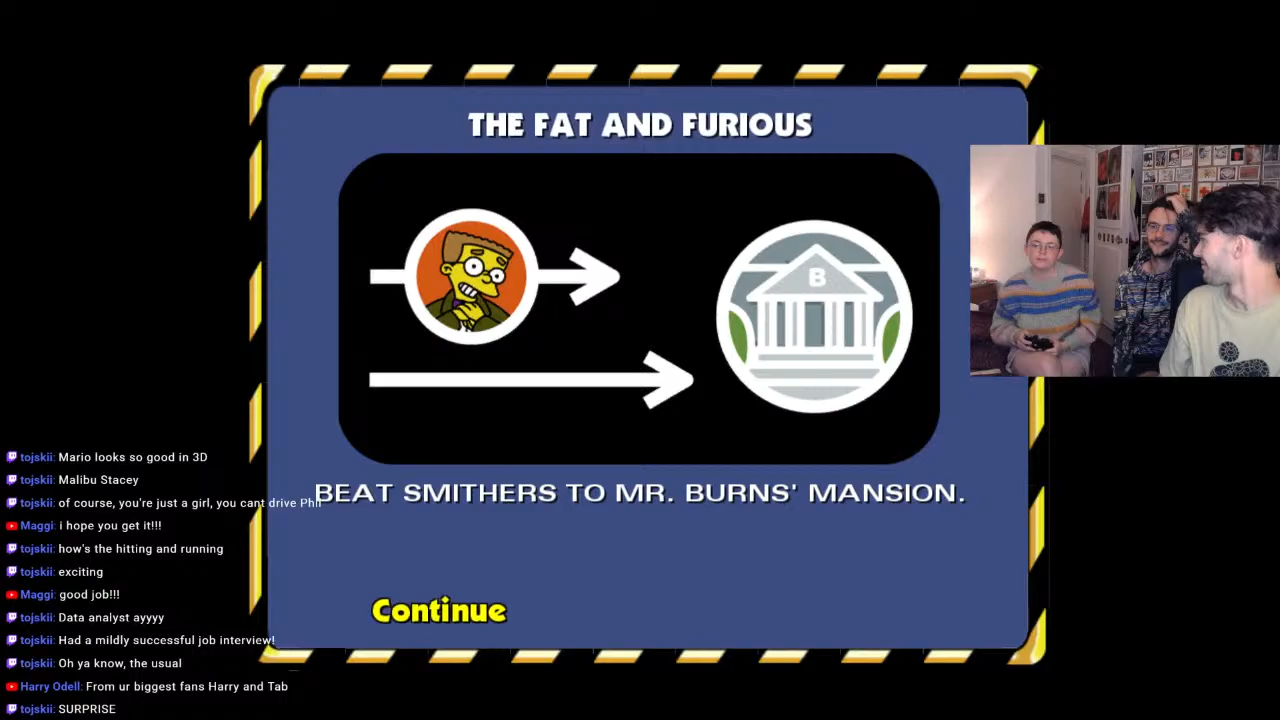 THE FAT AND FURIOUS
B
BEAT SMITHERS TO MR. BURNS' MANSION.
Continue
tojskii: Mario looks so good in 3D
tojskii: Malibu Stacey
tojskii: of course, you're just a girl, you cant drive Phil
Maggi: i hope you get it!!!
tojskii: how's the hitting and running
tojskii: exciting
Maggi: good job!!!
tojskii: Data analyst ayyyy
tojskii: Had a mildly successful job interview!
tojskii: Oh ya know, the usual
Harry Odell: From ur biggest fans Harry and Tab
tojskii: SURPRISE